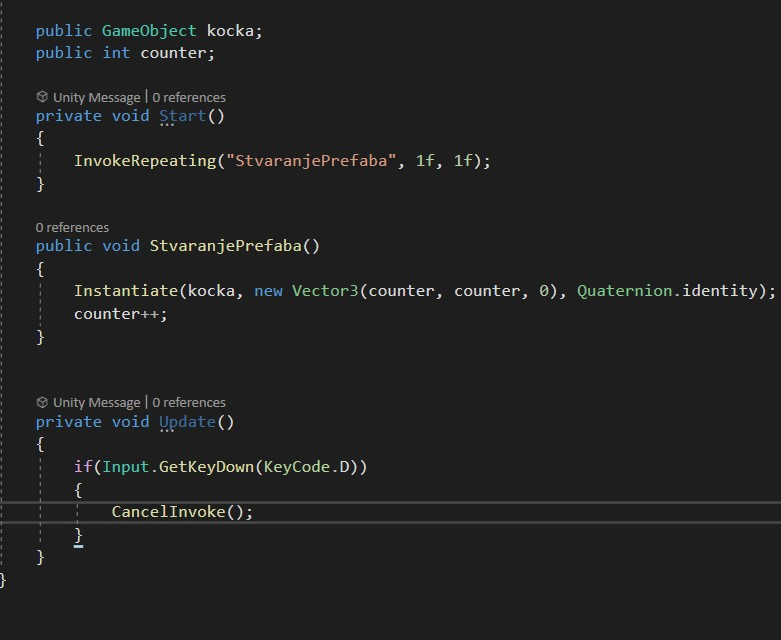 public GameObject kocka;
public int counter;
Unity Message | 0 references
private void Start()
{
InvokeRepeating("StvaranjePrefaba", 1f, 1f);
}
0 references
public void StvaranjePrefaba()
{
Instantiate(kocka, new Vector3(counter, counter, 0), Quaternion.identity);
counter++;
}
Unity Message | 0 references
private void Update()
{
if(Input.GetKeyDown(KeyCode.D))
{
CancelInvoke();
}
}
}